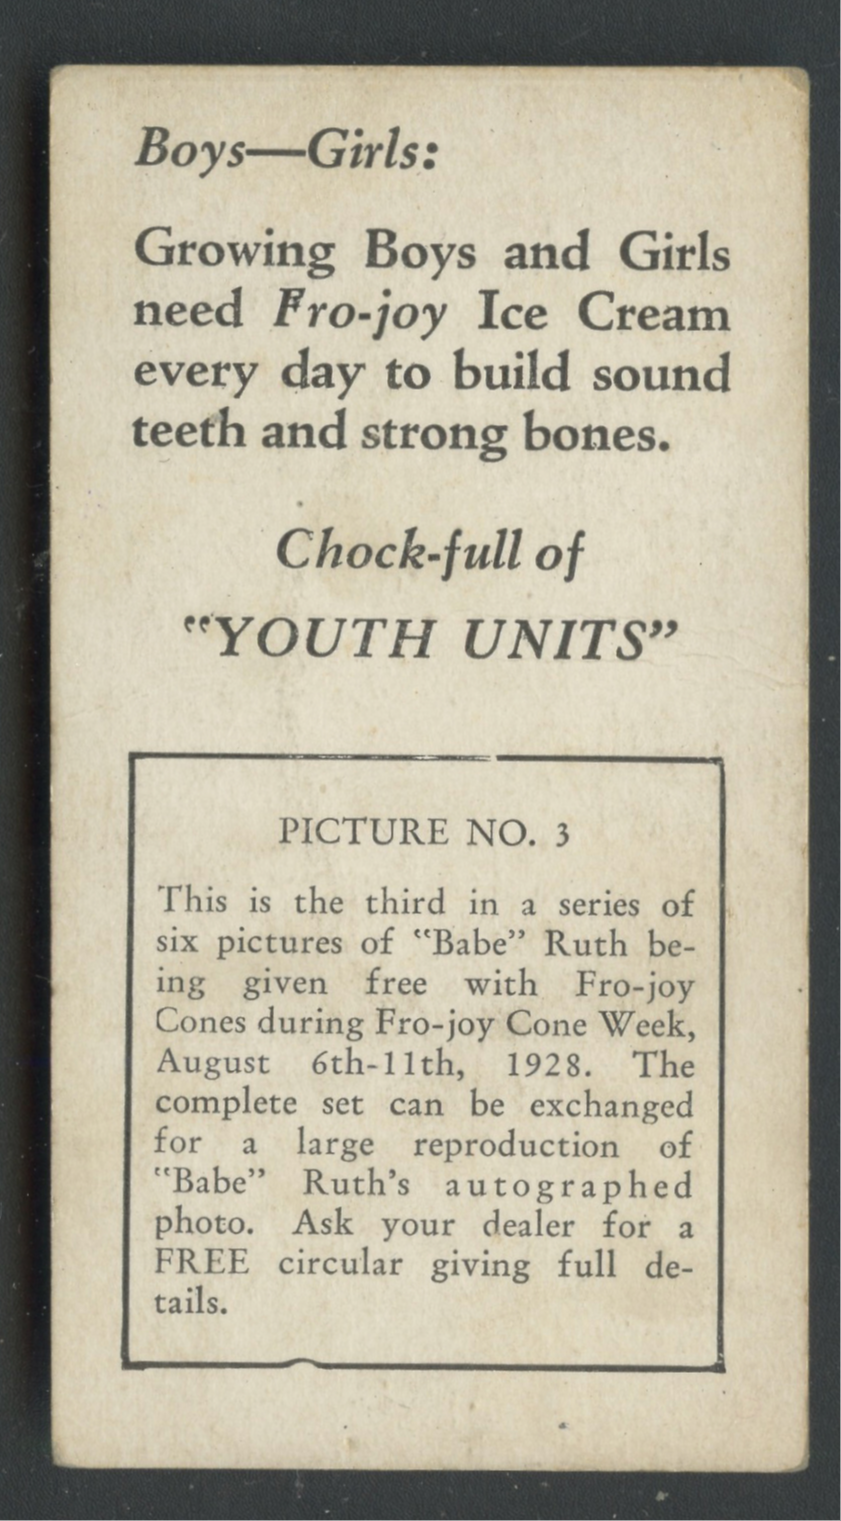 Boys—Girls:
Growing Boys and Girls
need Fro-joy Ice Cream
every day to build sound
teeth and strong bones.
Chock-full of
"YOUTH UNITS"
PICTURE NO. 3
This is the third in a series of
six pictures of "Babe" Ruth be-
ing given free with Fro-joy
Cones during Fro-joy Cone Week,
August 6th-11th, 1928. The
complete set can be exchanged
for a large reproduction of
"Babe" Ruth's autographed
photo. Ask your dealer for a
FREE circular giving full de-
tails.